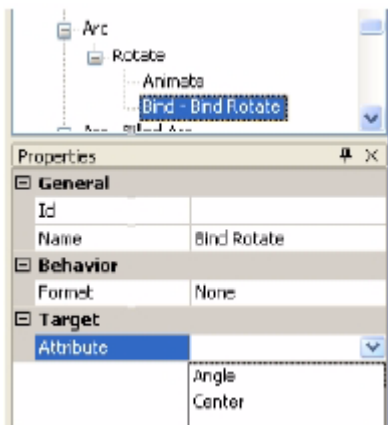 Arc
Rotate
Animate
Bind - Bind Rotate
Properties
General
Id
Name Bind Rotate
Behavior
Format None
Target
Attribute
Angle
Center